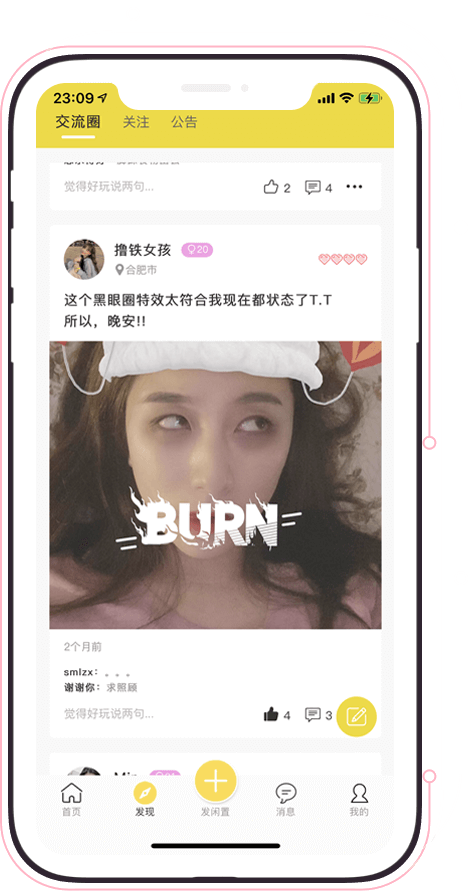 23:09
交流圈 关注 公告
觉得好玩说两句... 2 4
撸铁女孩 20
合肥市
这个黑眼圈特效太符合我现在都状态了T.T
所以，晚安!!
BURN
2个月前
smlzx：。。。
谢谢你：求照顾
觉得好玩说两句... 4 3
首页 发现 发闲置 消息 我的